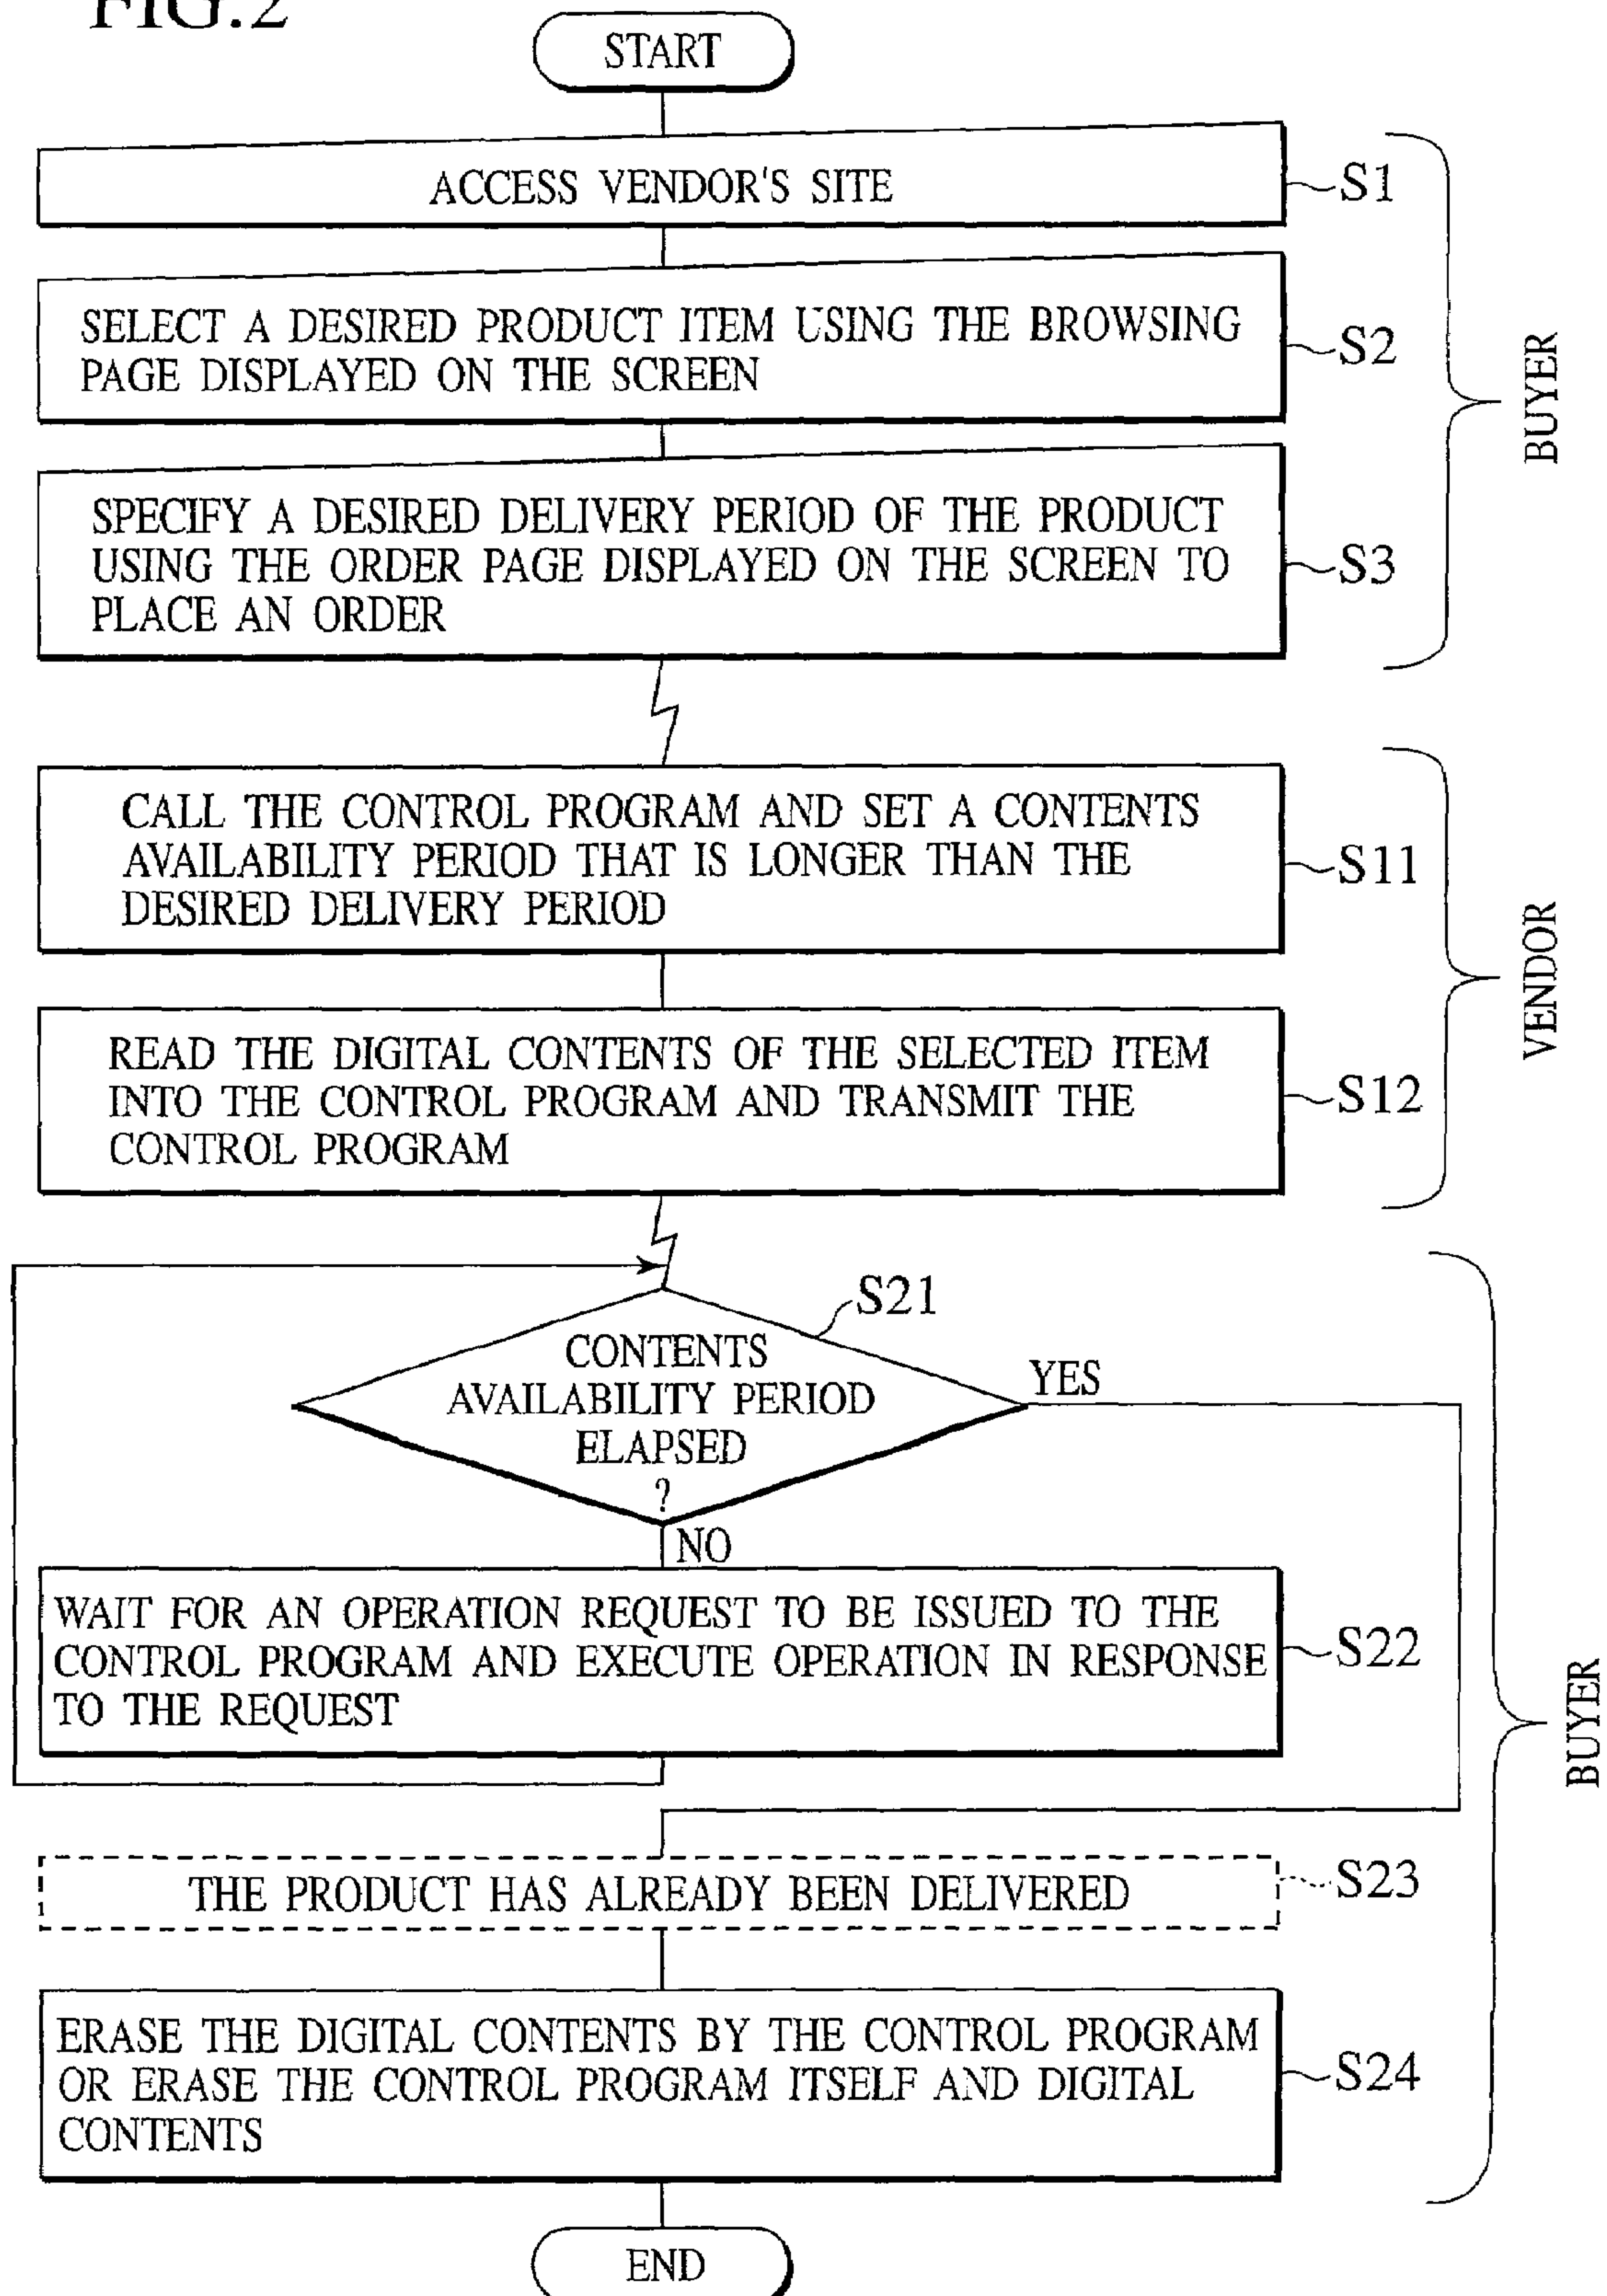 FIG.2
START
ACCESS VENDOR'S SITE
S1
SELECT A DESIRED PRODUCT ITEM USING THE BROWSING
PAGE DISPLAYED ON THE SCREEN
S2
SPECIFY A DESIRED DELIVERY PERIOD OF THE PRODUCT
USING THE ORDER PAGE DISPLAYED ON THE SCREEN TO
PLACE AN ORDER
S3
BUYER
CALL THE CONTROL PROGRAM AND SET A CONTENTS
AVAILABILITY PERIOD THAT IS LONGER THAN THE
DESIRED DELIVERY PERIOD
S11
READ THE DIGITAL CONTENTS OF THE SELECTED ITEM
INTO THE CONTROL PROGRAM AND TRANSMIT THE
CONTROL PROGRAM
S12
VENDOR
S21
CONTENTS
AVAILABILITY PERIOD
ELAPSED
?
YES
NO
WAIT FOR AN OPERATION REQUEST TO BE ISSUED TO THE
CONTROL PROGRAM AND EXECUTE OPERATION IN RESPONSE
TO THE REQUEST
S22
THE PRODUCT HAS ALREADY BEEN DELIVERED
S23
ERASE THE DIGITAL CONTENTS BY THE CONTROL PROGRAM
OR ERASE THE CONTROL PROGRAM ITSELF AND DIGITAL
CONTENTS
S24
BUYER
END